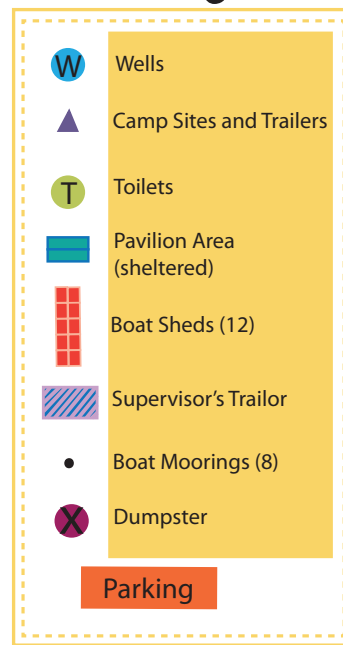 W Wells
Camp Sites and Trailers
T Toilets
Pavilion Area
(sheltered)
Boat Sheds (12)
Supervisor's Trailor
Boat Moorings (8)
X Dumpster
Parking